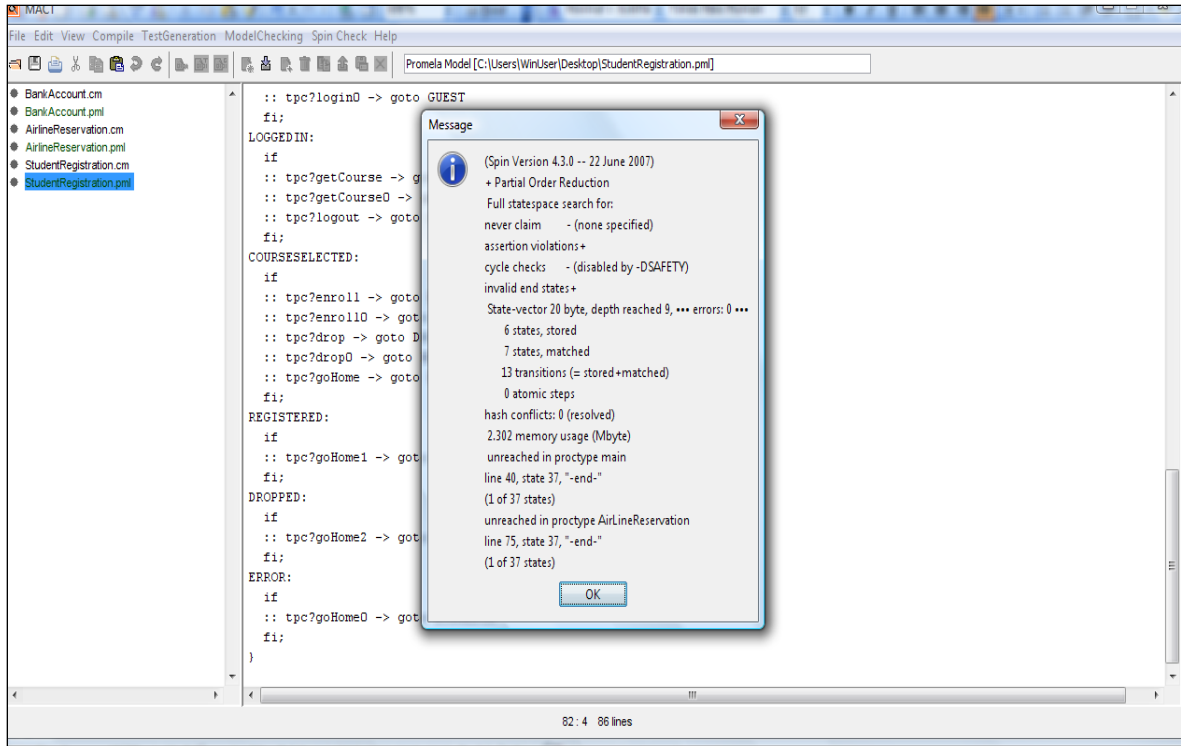 MACT
File Edit View Compile TestGeneration ModelChecking Spin Check Help
Promela Model [C:\Users\WinUser\Desktop\StudentRegistration.pml]
BankAccount.cm
BankAccount.pml
AirlineReservation.cm
AirlineReservation.pml
StudentRegistration.cm
StudentRegistration.pml
:: tpc?login0 -> goto GUEST
fi;
LOGGEDIN:
if
:: tpc?getCourse -> g
:: tpc?getCourse0 ->
:: tpc?logout -> goto
fi;
COURSESELECTED:
if
:: tpc?enroll -> goto
:: tpc?enroll0 -> got
:: tpc?drop -> goto D
:: tpc?drop0 -> goto
:: tpc?goHome -> goto
fi;
REGISTERED:
if
:: tpc?goHome1 -> got
fi;
DROPPED:
if
:: tpc?goHome2 -> got
fi;
ERROR:
if
:: tpc?goHome0 -> got
fi;
}
Message
(Spin Version 4.3.0 -- 22 June 2007)
+ Partial Order Reduction
Full statespace search for:
never claim - (none specified)
assertion violations+
cycle checks - (disabled by -DSAFETY)
invalid end states+
State-vector 20 byte, depth reached 9, ••• errors: 0 •••
6 states, stored
7 states, matched
13 transitions (= stored+matched)
0 atomic steps
hash conflicts: 0 (resolved)
2.302 memory usage (Mbyte)
unreached in proctype main
line 40, state 37, "-end-"
(1 of 37 states)
unreached in proctype AirLineReservation
line 75, state 37, "-end-"
(1 of 37 states)
OK
82 : 4 86 lines